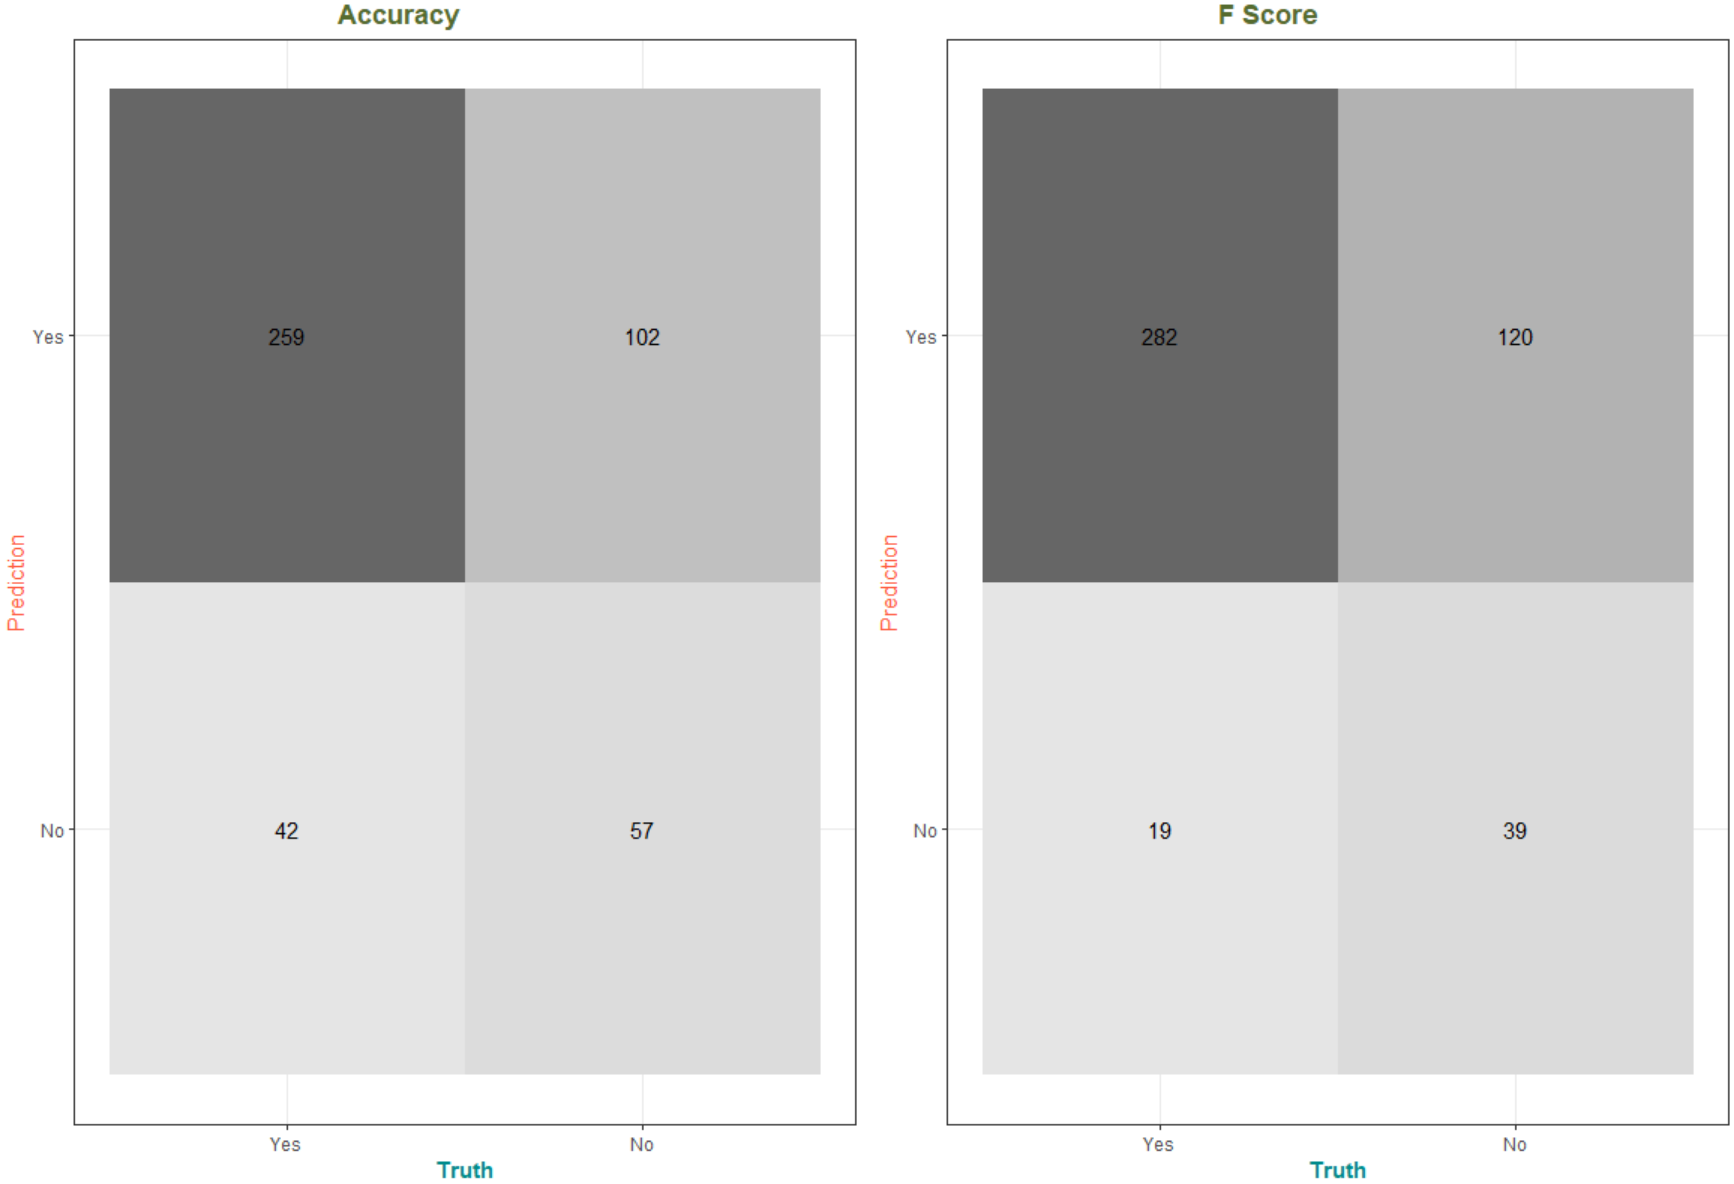 Accuracy
Yes
259
102
Prediction
No
42
57
Yes
No
Truth
F Score
Yes
282
120
Prediction
No
19
39
Yes
No
Truth